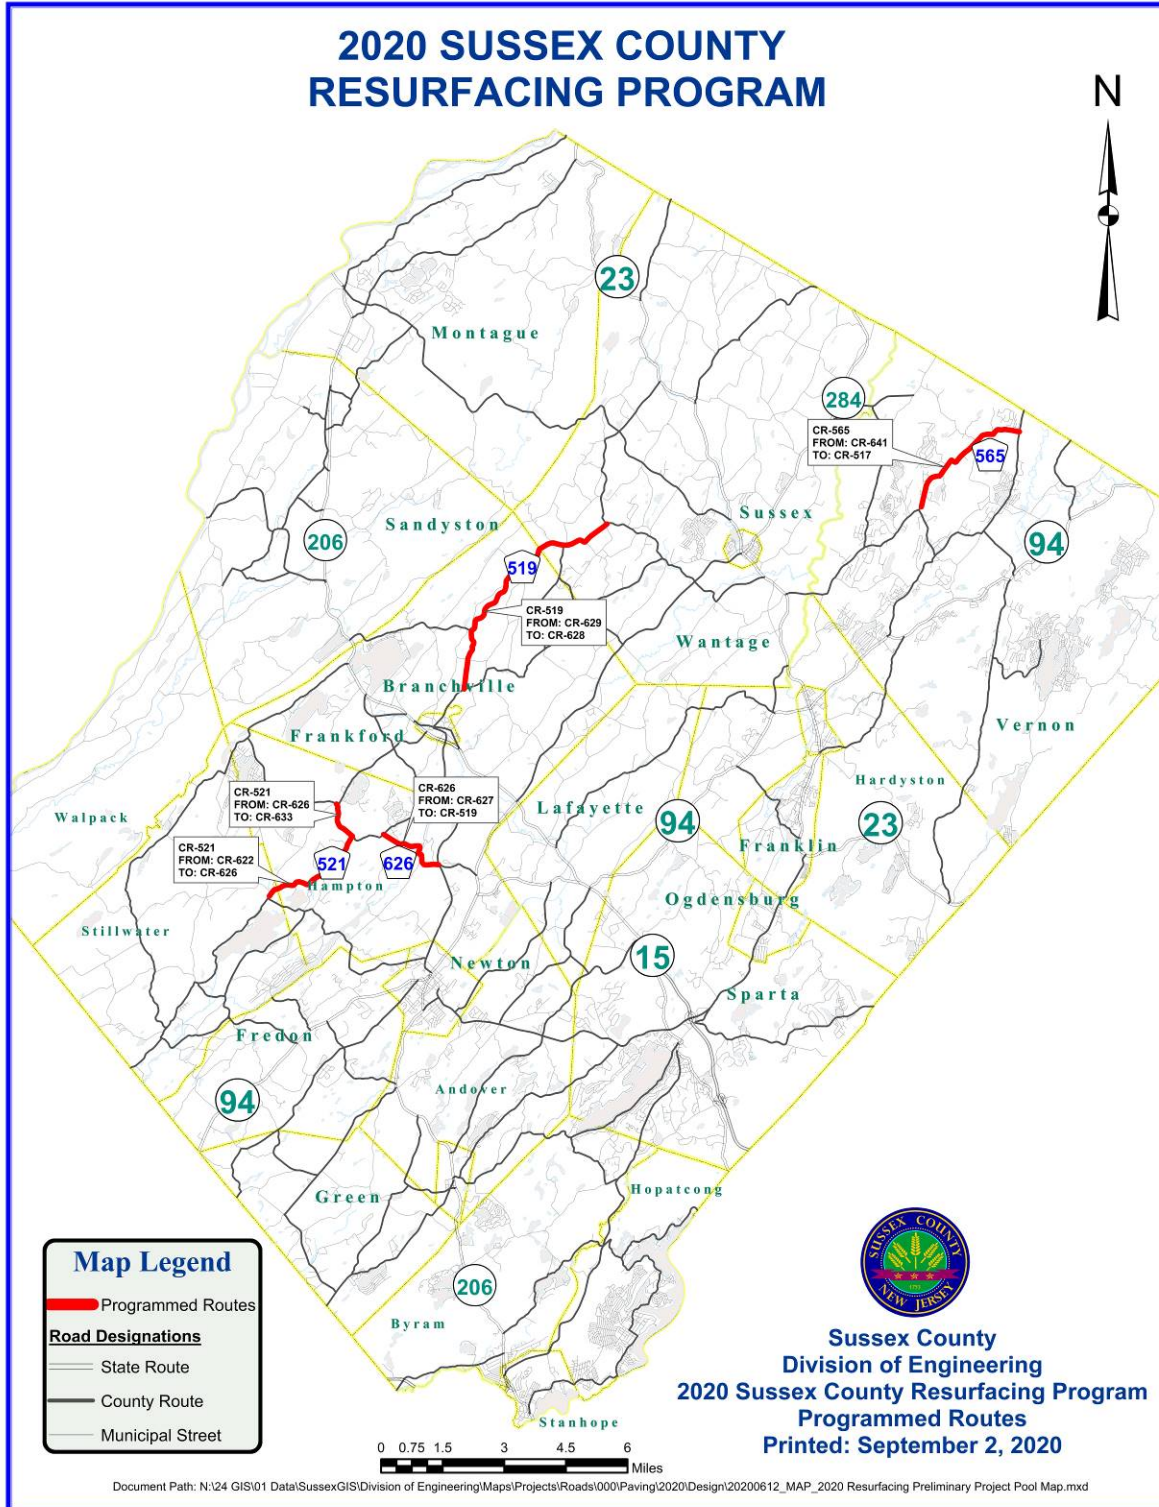 2020 SUSSEX COUNTY
RESURFACING PROGRAM
N
23
Montague
284
CR-565
FROM: CR-641
TO: CR-517
565
Sandyston
Sussex
206
94
519
CR-519
FROM: CR-629
TO: CR-628
Wantage
Branchville
Frankford
Vernon
Hardyston
CR-521
FROM: CR-626
TO: CR-633
CR-626
FROM: CR-627
TO: CR-519
Lafayette
94
23
Walpack
Franklin
CR-521
FROM: CR-622
TO: CR-626
521
626
Hampton
Ogdensburg
Stillwater
Newton
15
Sparta
Fredon
Andover
94
Green
Hopatcong
206
Byram
Stanhope
Map Legend
Programmed Routes
Road Designations
State Route
County Route
Municipal Street
SUSSEX COUNTY
1753
NEW JERSEY
Sussex County
Division of Engineering
2020 Sussex County Resurfacing Program
Programmed Routes
Printed: September 2, 2020
0 0.75 1.5 3 4.5 6
Miles
Document Path: N:\24 GIS\01 Data\SussexGIS\Division of Engineering\Maps\Projects\Roads\000\Paving\2020\Design\20200612_MAP_2020 Resurfacing Preliminary Project Pool Map.mxd